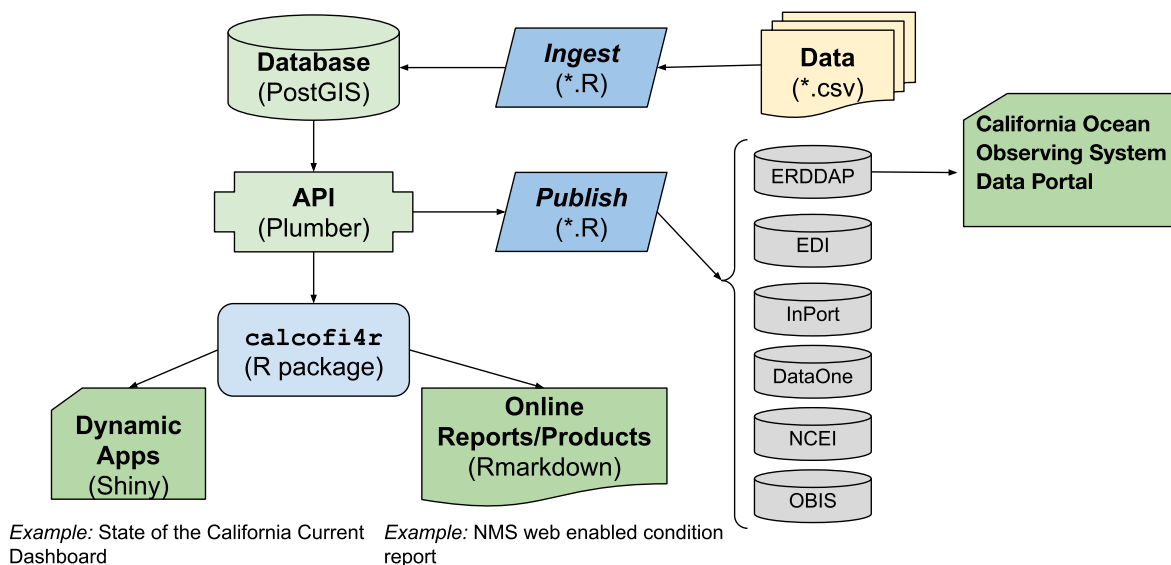 Database
(PostGIS)
Ingest
(*.R)
Data
(*.csv)
California Ocean
Observing System
Data Portal
API
(Plumber)
Publish
(*.R)
ERDDAP
EDI
InPort
DataOne
NCEI
OBIS
calcofi4r
(R package)
Dynamic
Apps
(Shiny)
Online
Reports/Products
(Rmarkdown)
Example: State of the California Current
Dashboard
Example: NMS web enabled condition
report